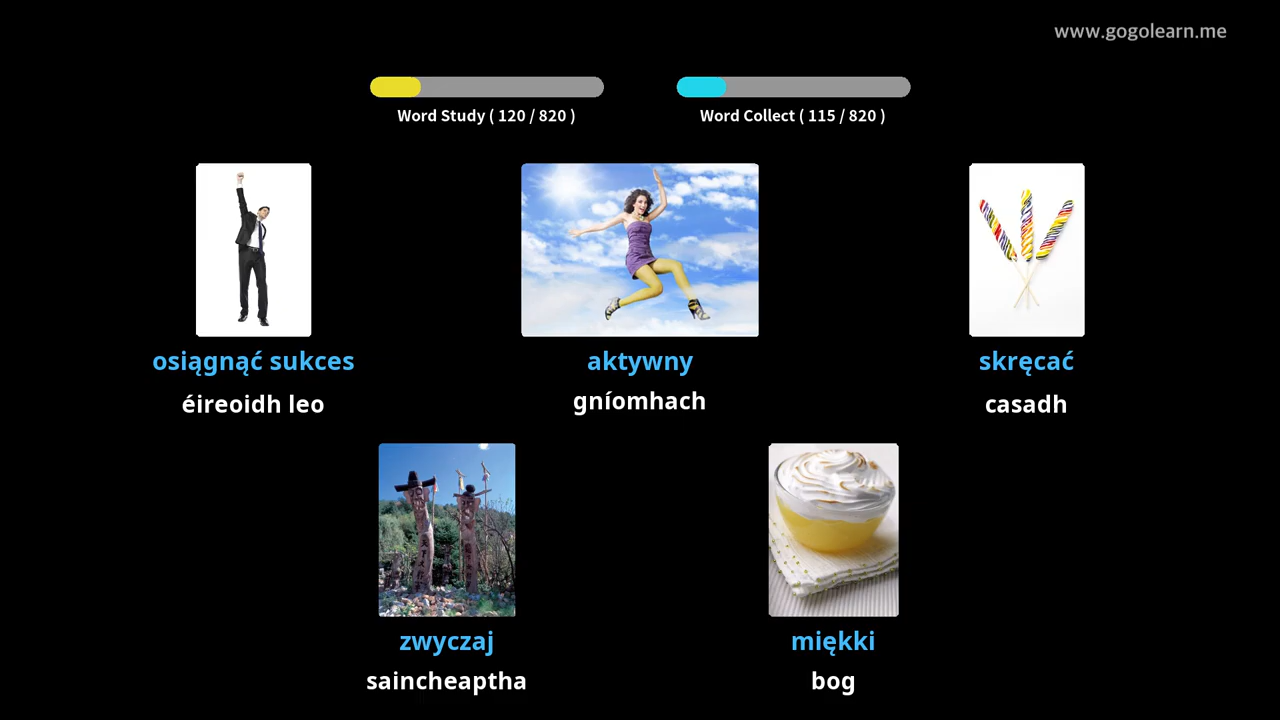 www.gogolearn.me
Word Study ( 120 / 820 )
Word Collect ( 115 / 820 )
osiągnąć sukces
éireoidh leo
aktywny
gníomhach
skręcać
casadh
zwyczaj
saincheaptha
miękki
bog